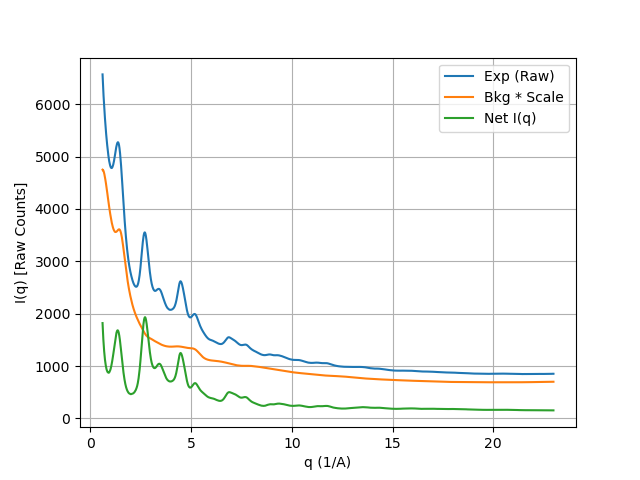 Exp (Raw)
Bkg * Scale
Net I(q)
I(q) [Raw Counts]
6000
5000
4000
3000
2000
1000
0
0 5 10 15 20
q (1/A)